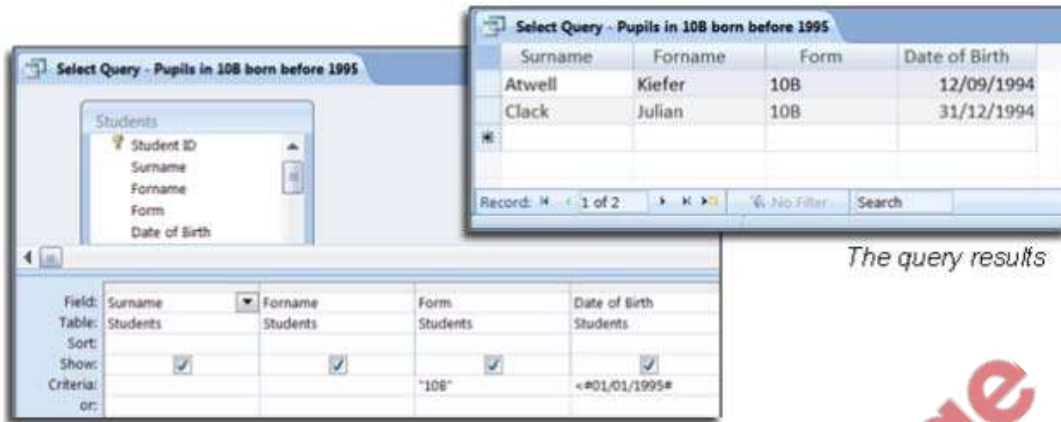 Select Query - Pupils in 10B born before 1995
Students
Student ID
Surname
Forname
Form
Date of Birth
Field: Surname Forname Form Date of Birth
Table: Students Students Students Students
Sort:
Show:
Criteria: "10B" <#01/01/1995#
or:
Select Query - Pupils in 10B born before 1995
Surname Forname Form Date of Birth
Atwell Kiefer 10B 12/09/1994
Clack Julian 10B 31/12/1994
Record: 1 of 2 No Filter Search
The query results